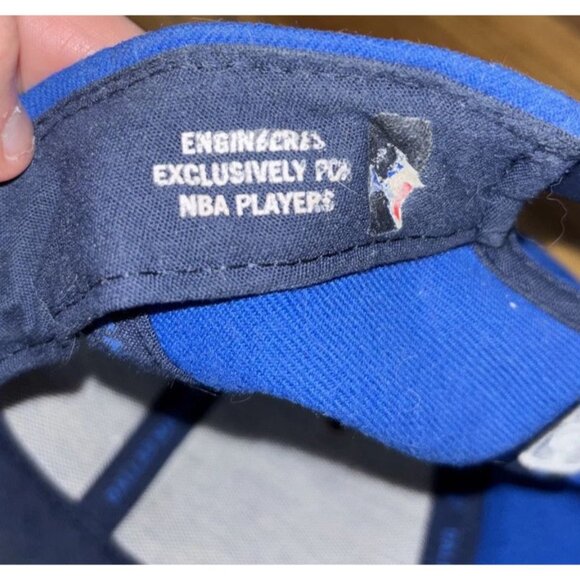 ENGINEERED
EXCLUSIVELY FOR
NBA PLAYERS